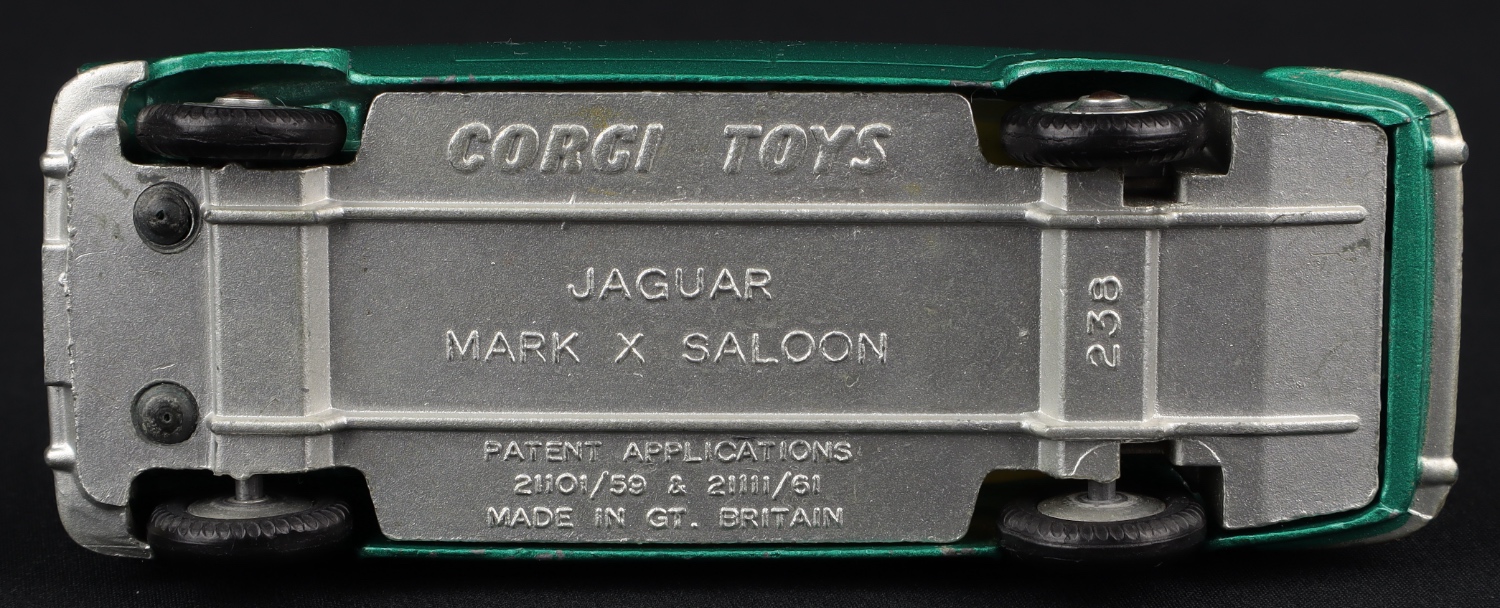 CORGI TOYS
JAGUAR
MARK X SALOON
238
PATENT APPLICATIONS
21101/59 & 21111/61
MADE IN GT. BRITAIN